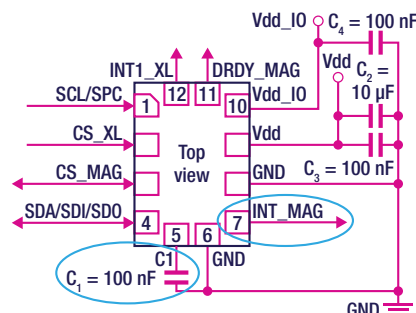 Vdd_IO
C4 = 100 nF
INT1_XL
DRDY_MAG
Vdd
C2 =
10 µF
SCL/SPC
1
12
11
10
Vdd_IO
CS_XL
Top
view
Vdd
CS_MAG
GND
C3 = 100 nF
SDA/SDI/SDO
4
5
6
7
INT_MAG
C1
GND
C1 = 100 nF
GND